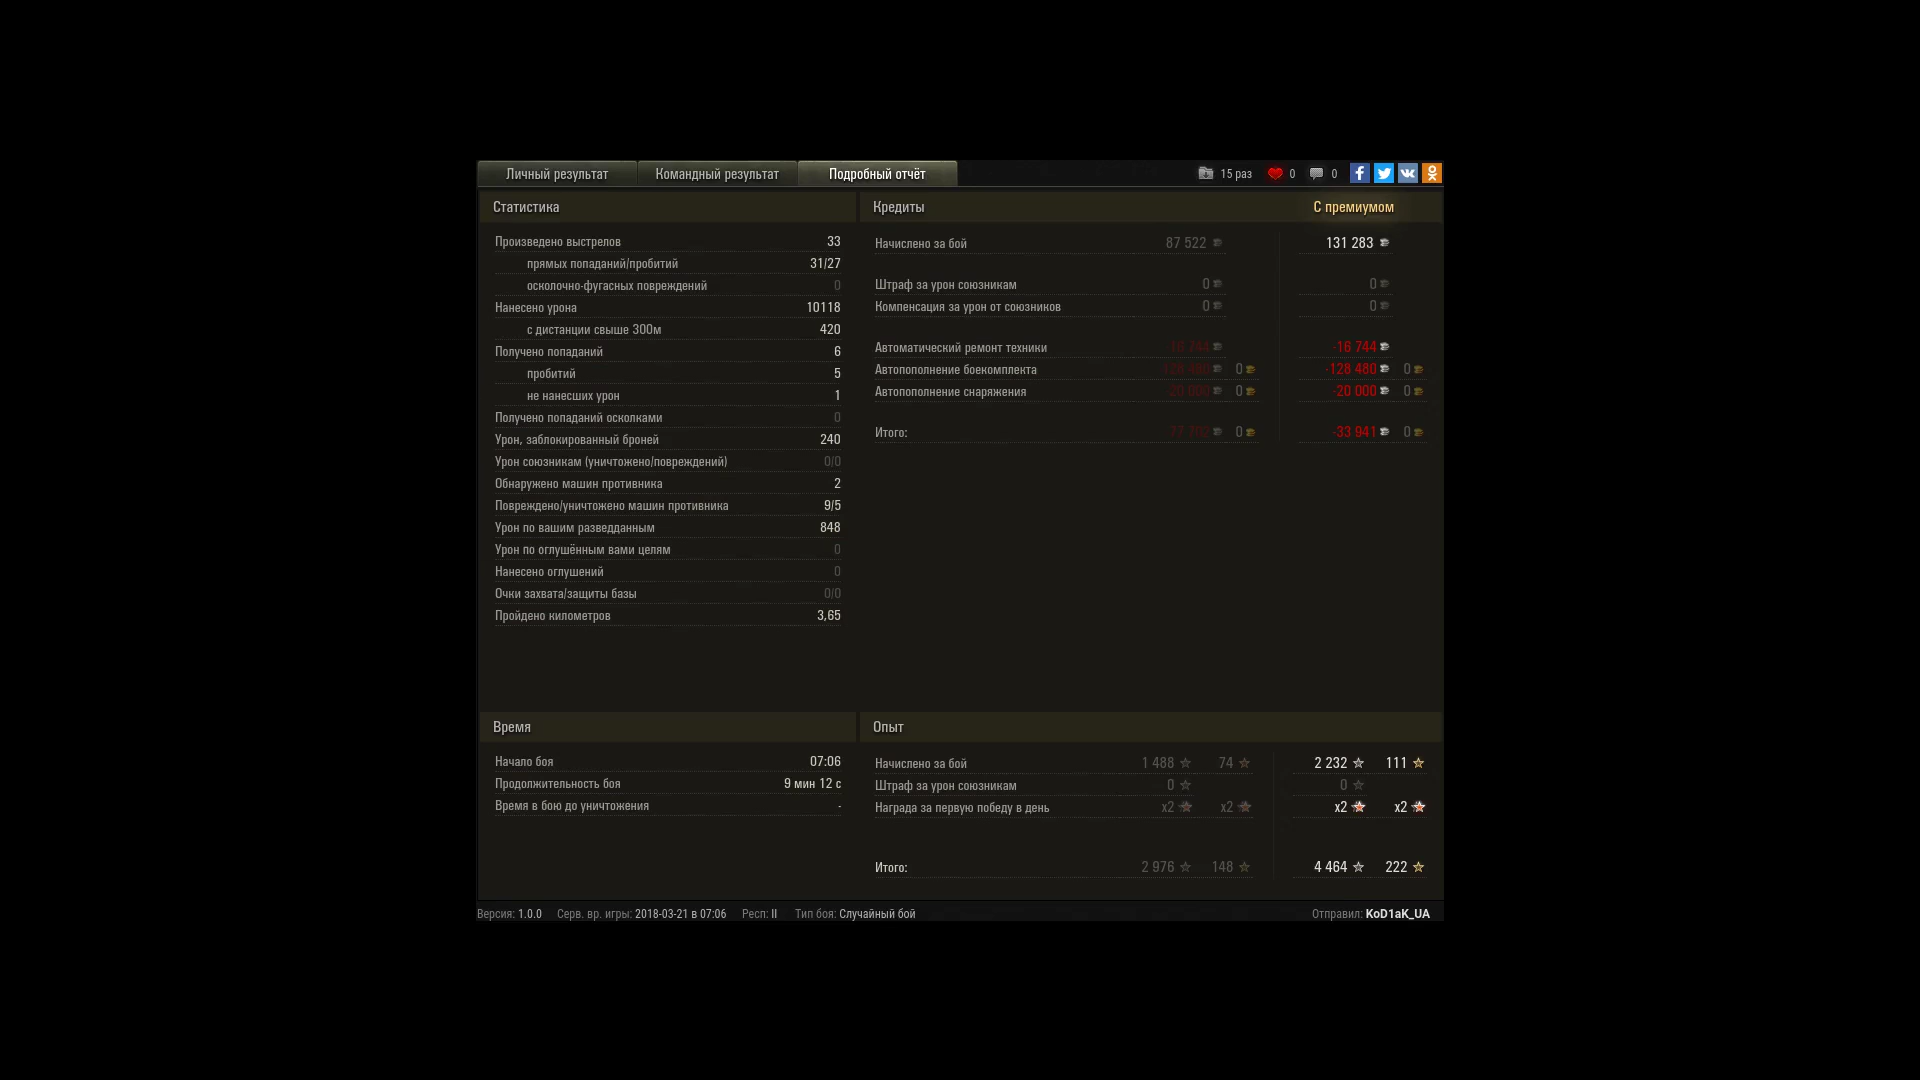 Личный результат Командный результат Подробный отчёт 15 раз 0 0
Статистика
Произведено выстрелов 33
прямых попаданий/пробитий 31/27
осколочно-фугасных повреждений 0
Нанесено урона 10118
с дистанции свыше 300м 420
Получено попаданий 6
пробитий 5
не нанесших урон 1
Получено попаданий осколками 0
Урон, заблокированный броней 240
Урон союзникам (уничтожено/повреждений) 0/0
Обнаружено машин противника 2
Повреждено/уничтожено машин противника 9/5
Урон по вашим разведданным 848
Урон по оглушённым вами целям 0
Нанесено оглушений 0
Очки захвата/защиты базы 0/0
Пройдено километров 3,65
Кредиты С премиумом
Начислено за бой 87 522 131 283
Штраф за урон союзникам 0 0
Компенсация за урон от союзников 0 0
Автоматический ремонт техники -16 744 -16 744
Автопополнение боекомплекта -128 480 0 -128 480 0
Автопополнение снаряжения -20 000 0 -20 000 0
Итого: 0 -33 941 0
Время
Начало боя 07:06
Продолжительность боя 9 мин 12 с
Время в бою до уничтожения -
Опыт
Начислено за бой 1 488 74 2 232 111
Штраф за урон союзникам 0 0
Награда за первую победу в день x2 x2 x2 x2
Итого: 2 976 148 4 464 222
Версия: 1.0.0 Серв. вр. игры: 2018-03-21 в 07:06 Респ: II Тип боя: Случайный бой Отправил: KoD1aK_UA